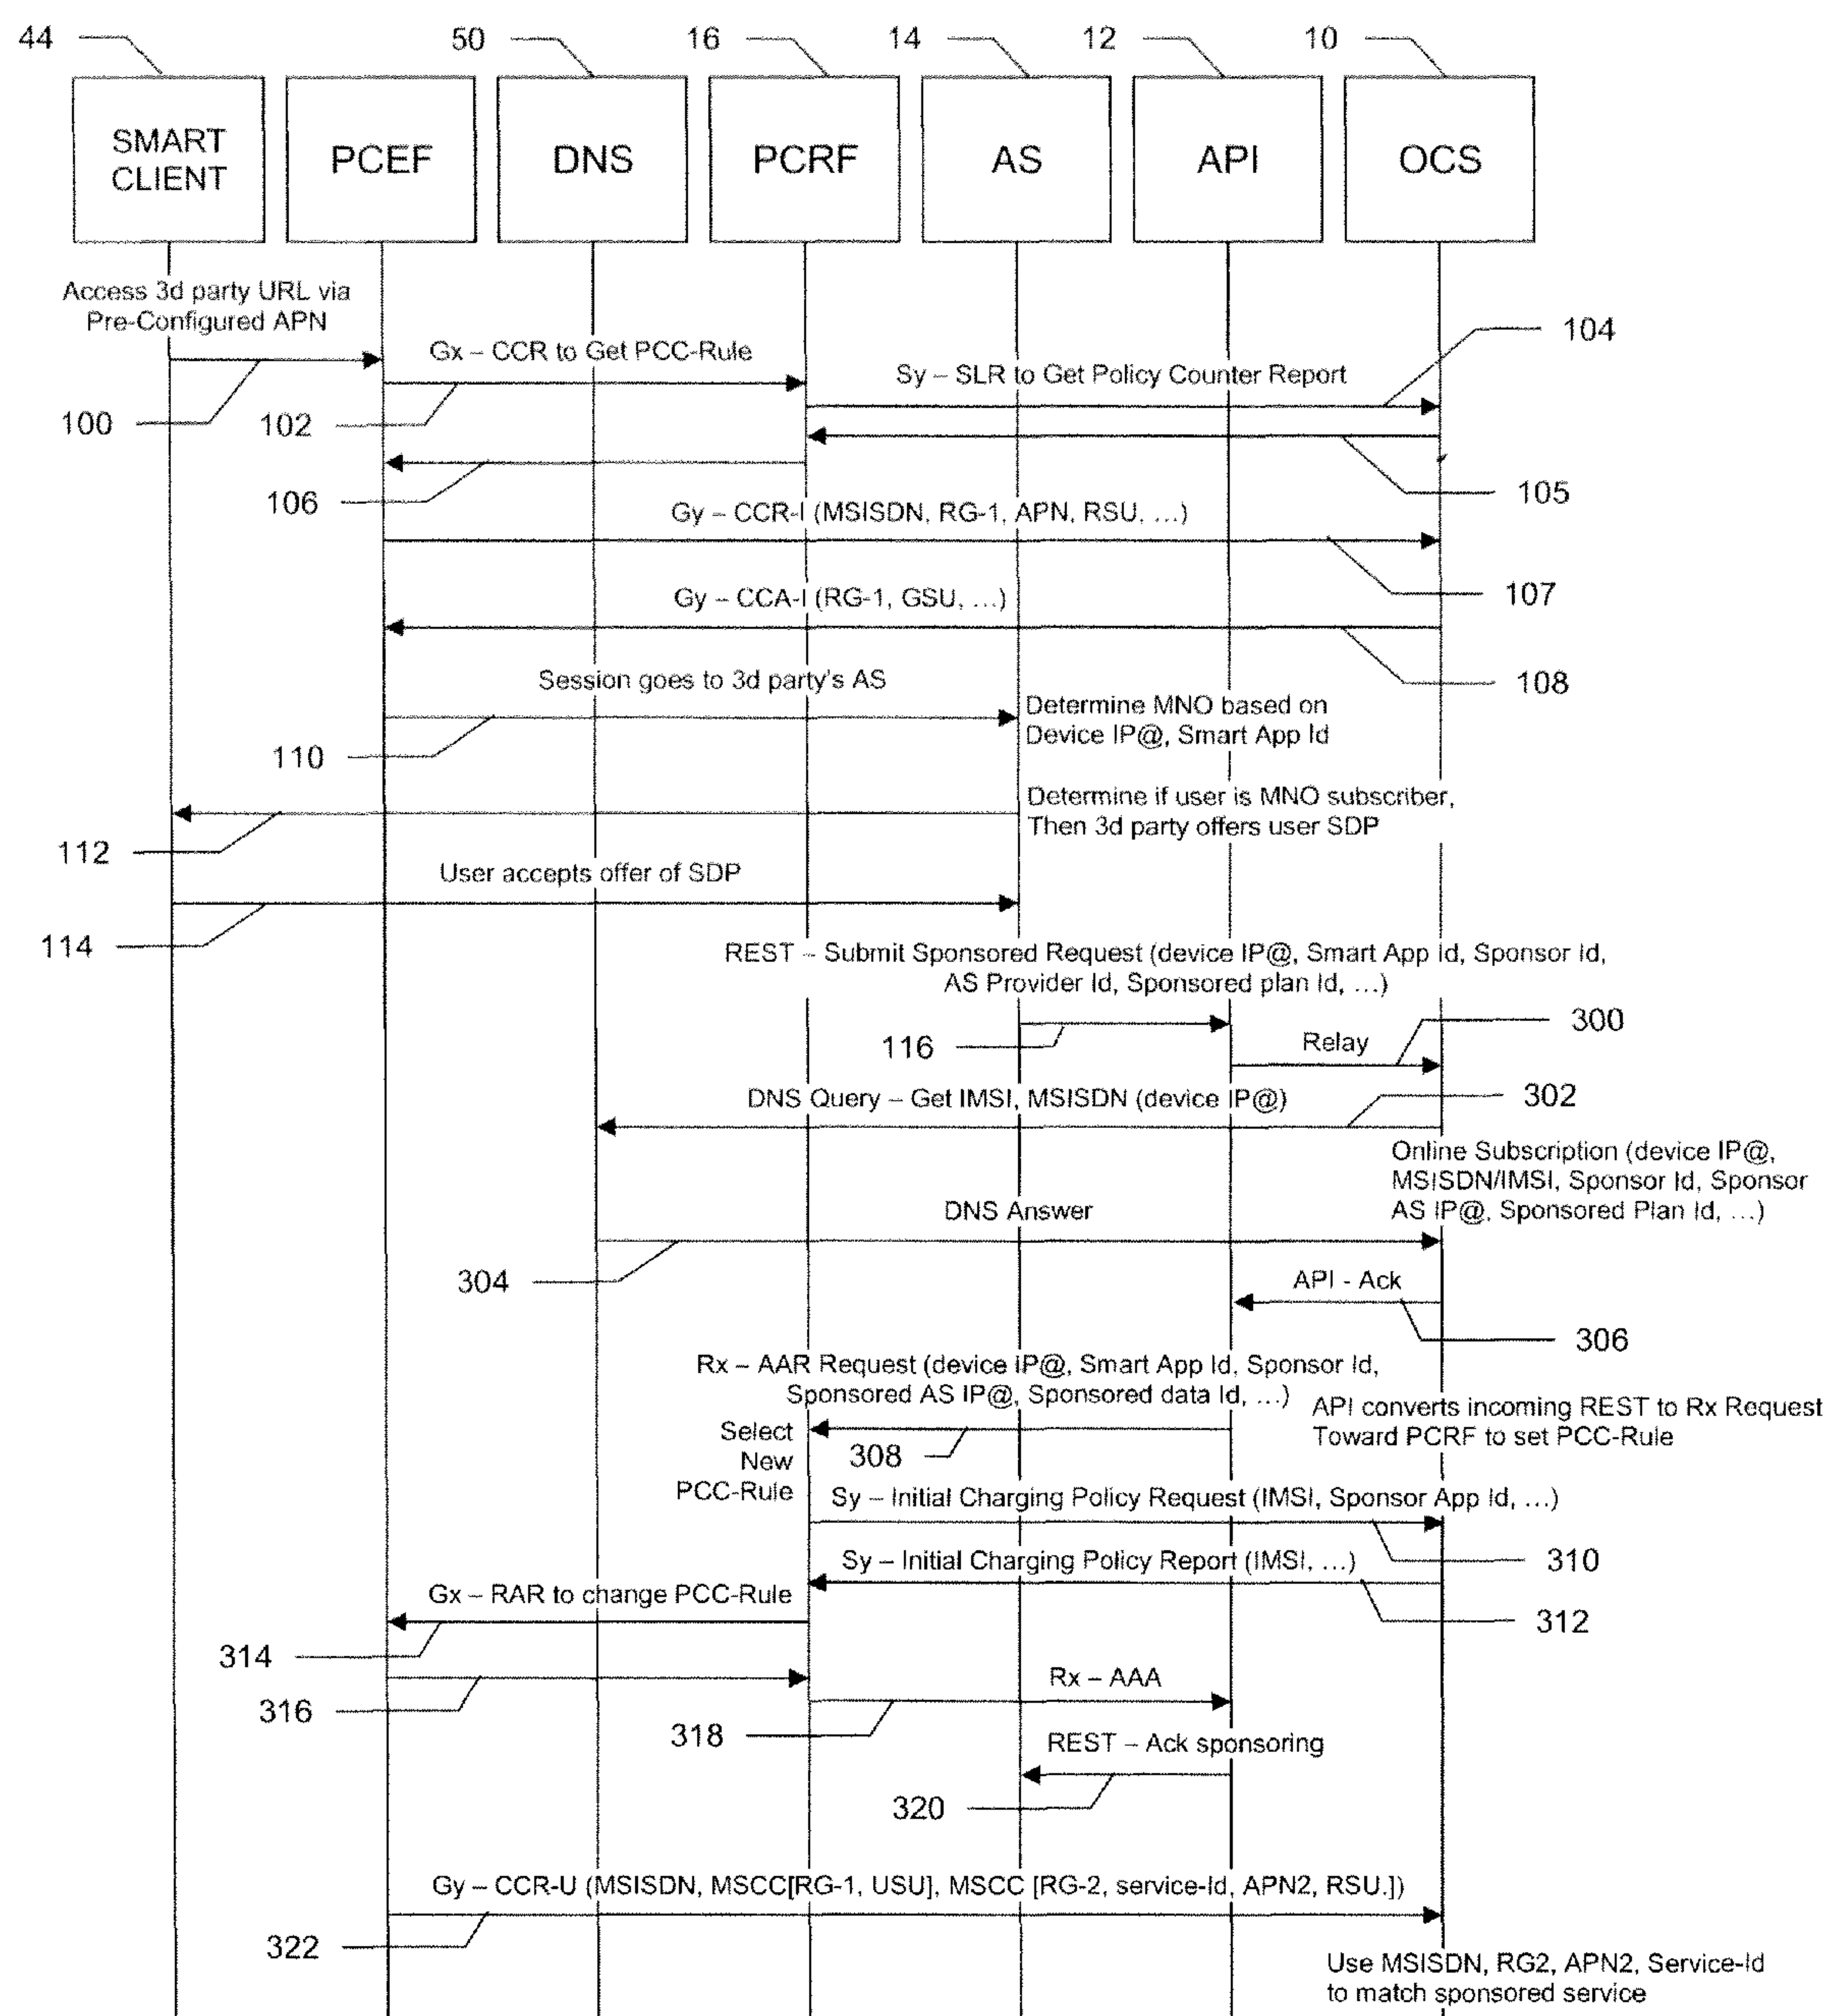 44
50
16
14
12
10
SMART
CLIENT
PCEF
DNS
PCRF
AS
API
OCS
Access 3d party URL via
Pre-Configured APN
104
Gx – CCR to Get PCC-Rule
Sy – SLR to Get Policy Counter Report
100
102
106
105
Gy – CCR-I (MSISDN, RG-1, APN, RSU, ...)
107
Gy – CCA-I (RG-1, GSU, ...)
108
Session goes to 3d party's AS
Determine MNO based on
Device IP@, Smart App Id
110
Determine if user is MNO subscriber,
Then 3d party offers user SDP
112
User accepts offer of SDP
114
REST – Submit Sponsored Request (device IP@, Smart App Id, Sponsor Id,
AS Provider Id, Sponsored plan Id, ...)
300
116
Relay
DNS Query – Get IMSI, MSISDN (device IP@)
302
Online Subscription (device IP@,
MSISDN/IMSI, Sponsor Id, Sponsor
AS IP@, Sponsored Plan Id, ...)
DNS Answer
304
API - Ack
306
Rx – AAR Request (device IP@, Smart App Id, Sponsor Id,
Sponsored AS IP@, Sponsored data Id, ...)
API converts incoming REST to Rx Request
Toward PCRF to set PCC-Rule
Select
New
PCC-Rule
308
Sy – Initial Charging Policy Request (IMSI, Sponsor App Id, ...)
310
Sy – Initial Charging Policy Report (IMSI, ...)
Gx – RAR to change PCC-Rule
312
314
316
Rx – AAA
318
REST – Ack sponsoring
320
Gy – CCR-U (MSISDN, MSCC[RG-1, USU], MSCC [RG-2, service-Id, APN2, RSU.])
322
Use MSISDN, RG2, APN2, Service-Id
to match sponsored service